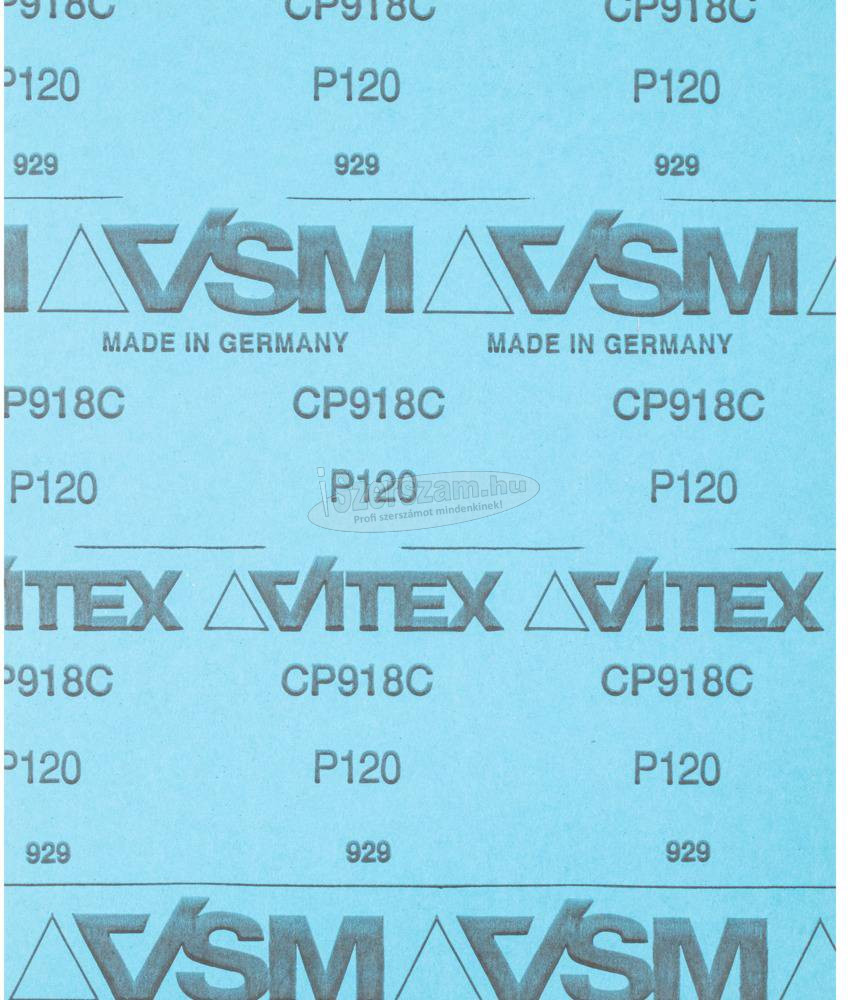 P918C CP918C CP918C
P120 P120 P120
929 929 929
M VSM VSM
MADE IN GERMANY MADE IN GERMANY
P918C CP918C CP918C
P120 P120 P120
iSzerszam.hu
Profi szerszámot mindenkinek!
ITEX VITEX VITEX
P918C CP918C CP918C
P120 P120 P120
929 929 929
VSM VSM